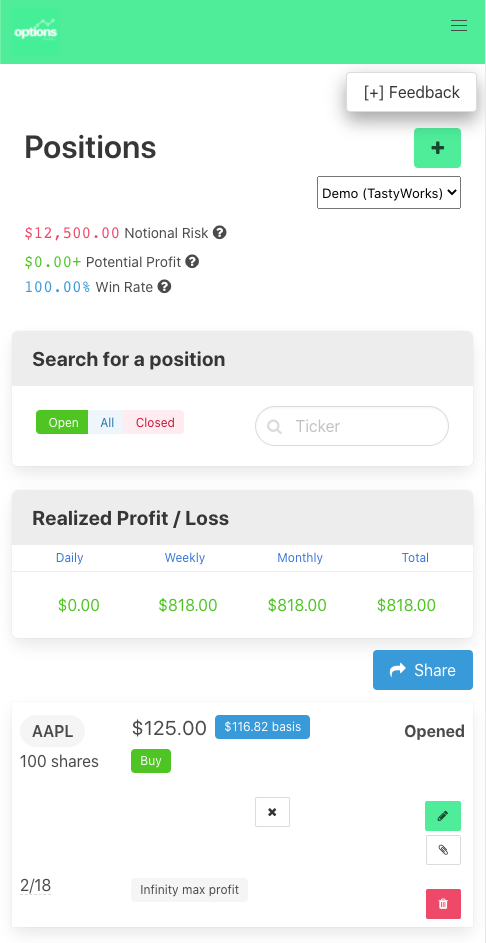 options
[+] Feedback
Positions
+
Demo (TastyWorks)
$12,500.00 Notional Risk
$0.00+ Potential Profit
100.00% Win Rate
Search for a position
Open All Closed Ticker
Realized Profit / Loss
Daily Weekly Monthly Total
$0.00 $818.00 $818.00 $818.00
Share
AAPL $125.00 $116.82 basis Opened
100 shares Buy
2/18 Infinity max profit